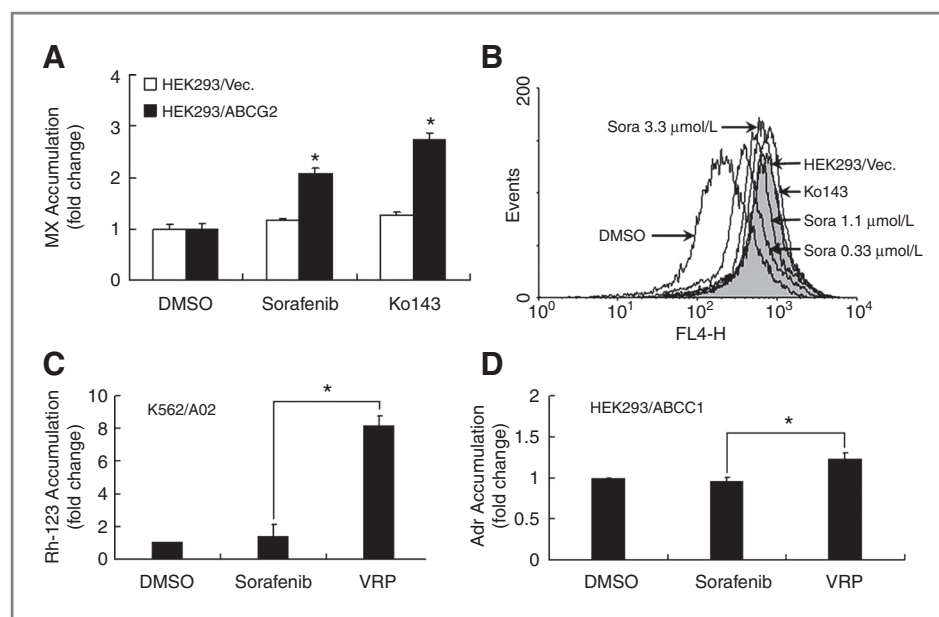 A
MX Accumulation
(fold change)
4
3
2
1
0
HEK293/Vec.
HEK293/ABCG2
*
*
DMSO
Sorafenib
Ko143
B
200
Events
0
Sora 3.3 μmol/L
HEK293/Vec.
Ko143
DMSO
Sora 1.1 μmol/L
Sora 0.33 μmol/L
10⁰
10¹
10²
10³
10⁴
FL4-H
C
Rh-123 Accumulation
(fold change)
10
8
6
4
2
0
K562/A02
*
DMSO
Sorafenib
VRP
D
Adr Accumulation
(fold change)
2
1.5
1
0.5
0
HEK293/ABCC1
*
DMSO
Sorafenib
VRP